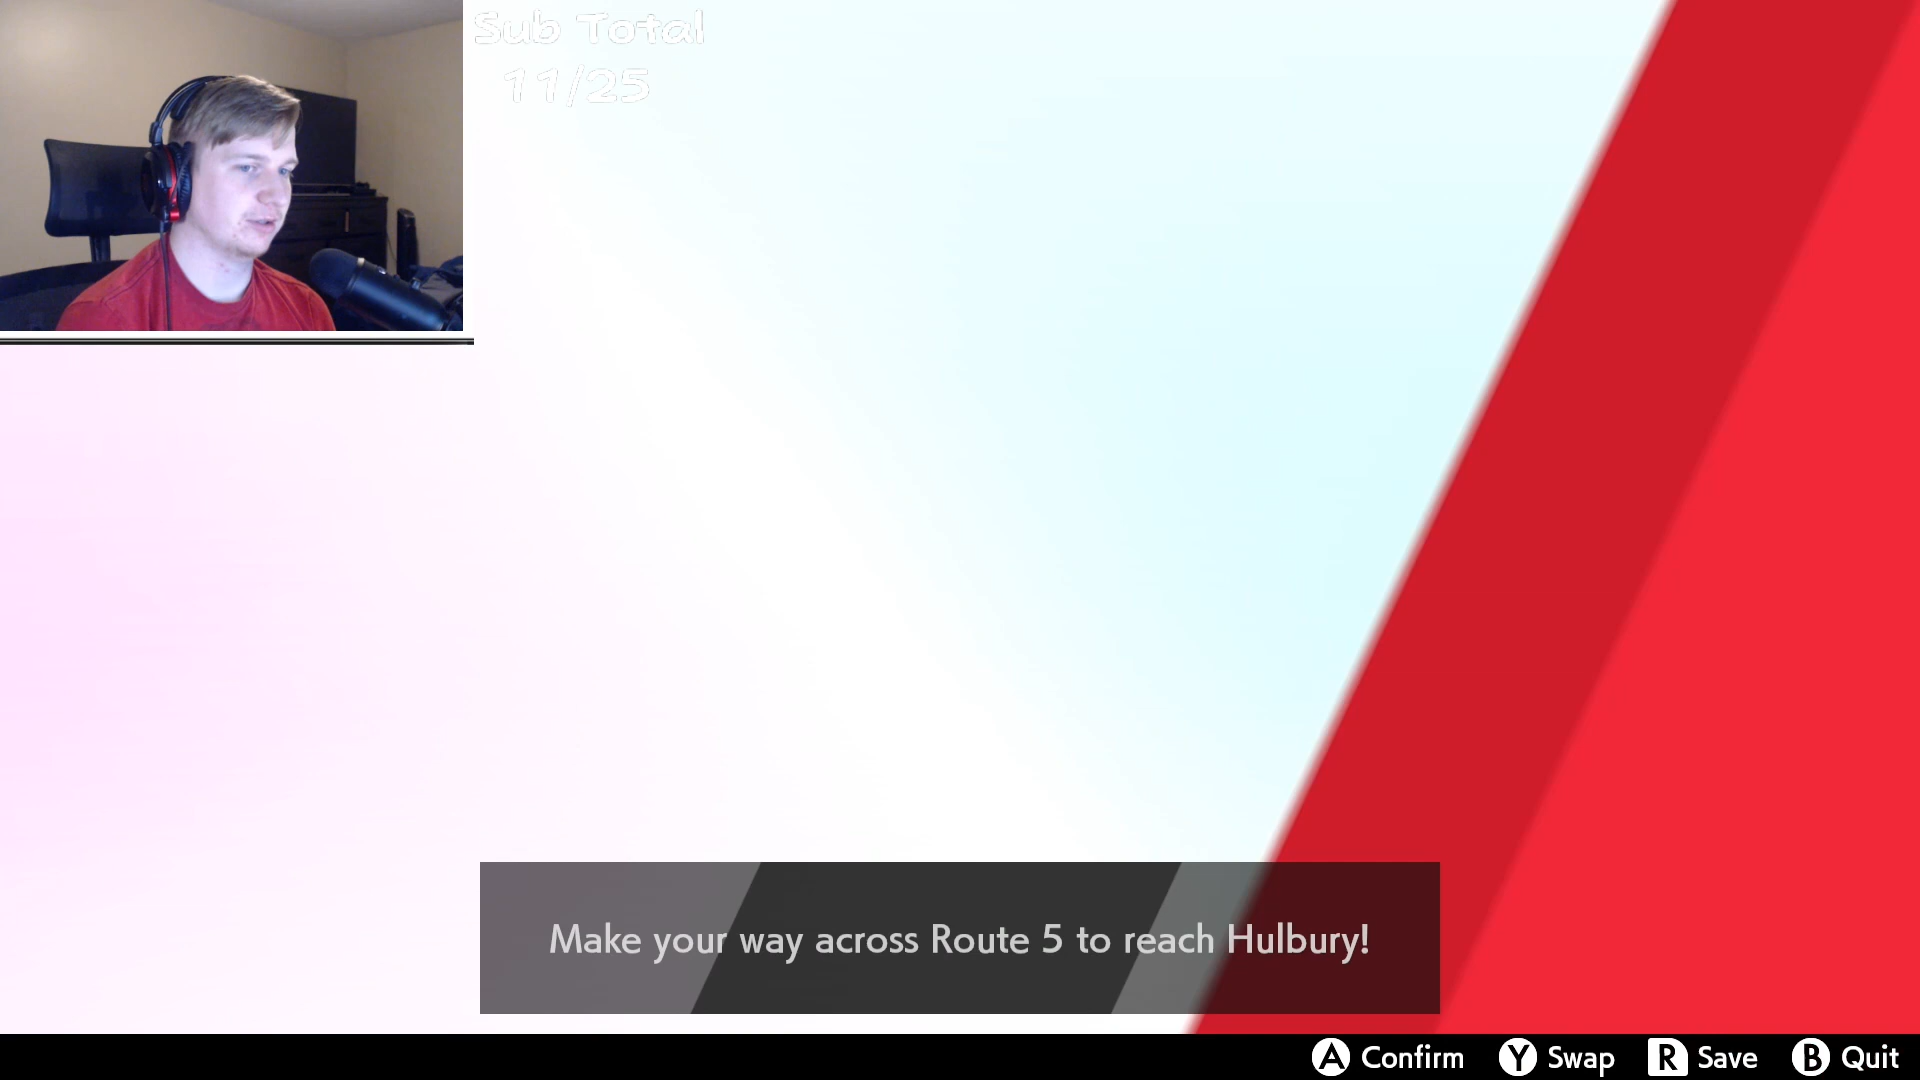 Sub Total
11/25
Make your way across Route 5 to reach Hulbury!
A Confirm Y Swap R Save B Quit